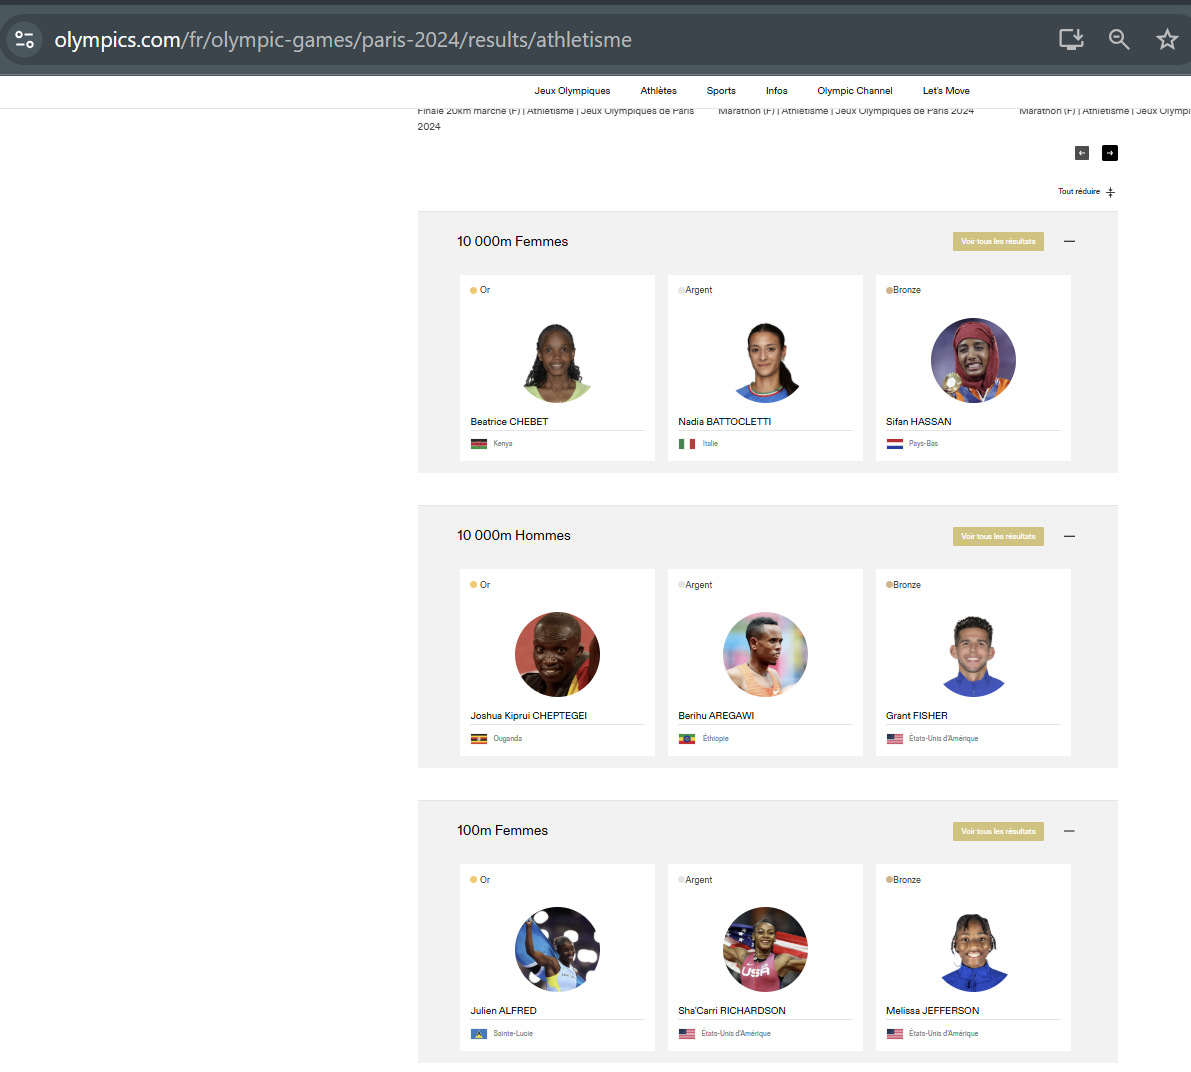 olympics.com/fr/olympic-games/paris-2024/results/athletisme
Jeux Olympiques Athlètes Sports Infos Olympic Channel Let's Move
Finale 20km marche (F) | Athlétisme | Jeux Olympiques de Paris 2024
Marathon (F) | Athlétisme | Jeux Olympiques de Paris 2024
Marathon (F) | Athlétisme | Jeux Olympi
Tout réduire
10 000m Femmes
Voir tous les résultats
Or
Beatrice CHEBET
Kenya
Argent
Nadia BATTOCLETTI
Italie
Bronze
Sifan HASSAN
Pays-Bas
10 000m Hommes
Voir tous les résultats
Or
Joshua Kiprui CHEPTEGEI
Ouganda
Argent
Berihu AREGAWI
Éthiopie
Bronze
Grant FISHER
États-Unis d'Amérique
100m Femmes
Voir tous les résultats
Or
Julien ALFRED
Sainte-Lucie
Argent
USA
Sha'Carri RICHARDSON
États-Unis d'Amérique
Bronze
Melissa JEFFERSON
États-Unis d'Amérique